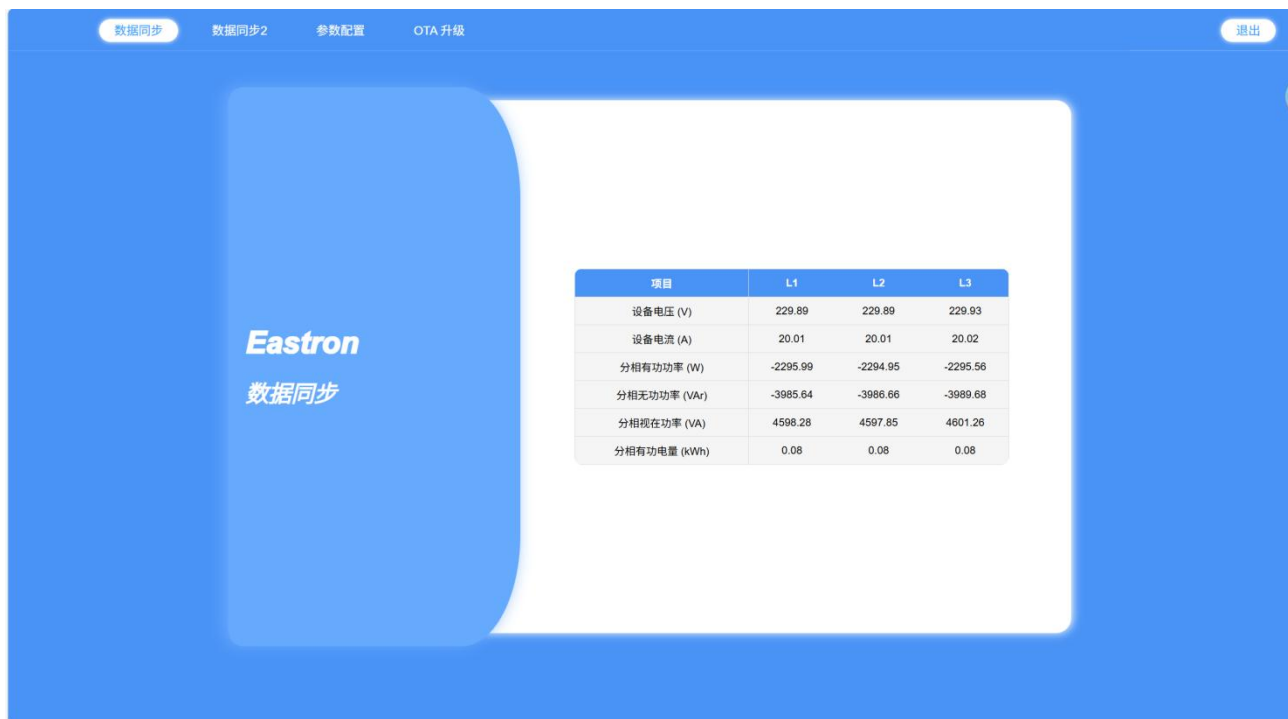 数据同步 数据同步2 参数配置 OTA 升级 退出
Eastron
数据同步
项目 L1 L2 L3
设备电压 (V) 229.89 229.89 229.93
设备电流 (A) 20.01 20.01 20.02
分相有功功率 (W) -2295.99 -2294.95 -2295.56
分相无功功率 (VAr) -3985.64 -3986.66 -3989.68
分相视在功率 (VA) 4598.28 4597.85 4601.26
分相有功电量 (kWh) 0.08 0.08 0.08